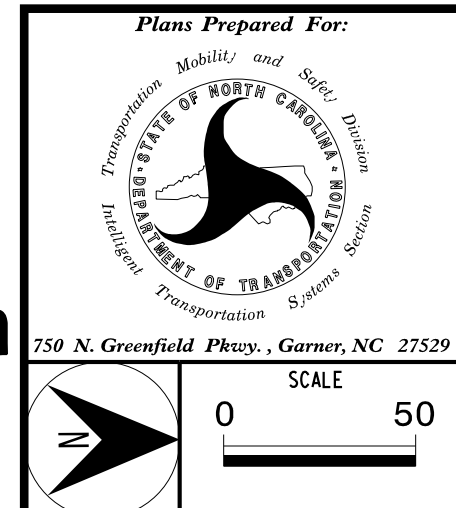 Plans Prepared For:
Transportation Mobility and Safety Division
STATE OF NORTH CAROLINA
DEPARTMENT OF TRANSPORTATION
Intelligent Transportation Systems Section
750 N. Greenfield Pkwy. , Garner, NC 27529
N
SCALE
0 50